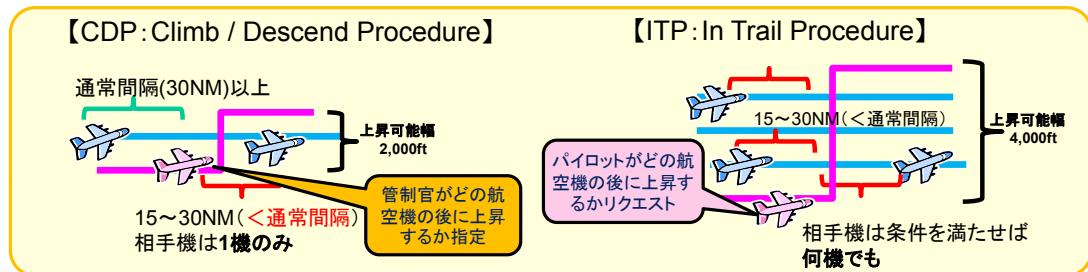 【CDP：Climb / Descend Procedure】
通常間隔(30NM)以上
上昇可能幅
2,000ft
管制官がどの航
空機の後に上昇
するか指定
15～30NM（＜通常間隔）
相手機は1機のみ
【ITP：In Trail Procedure】
15～30NM（＜通常間隔）
上昇可能幅
4,000ft
パイロットがどの航
空機の後に上昇す
るかリクエスト
相手機は条件を満たせば
何機でも